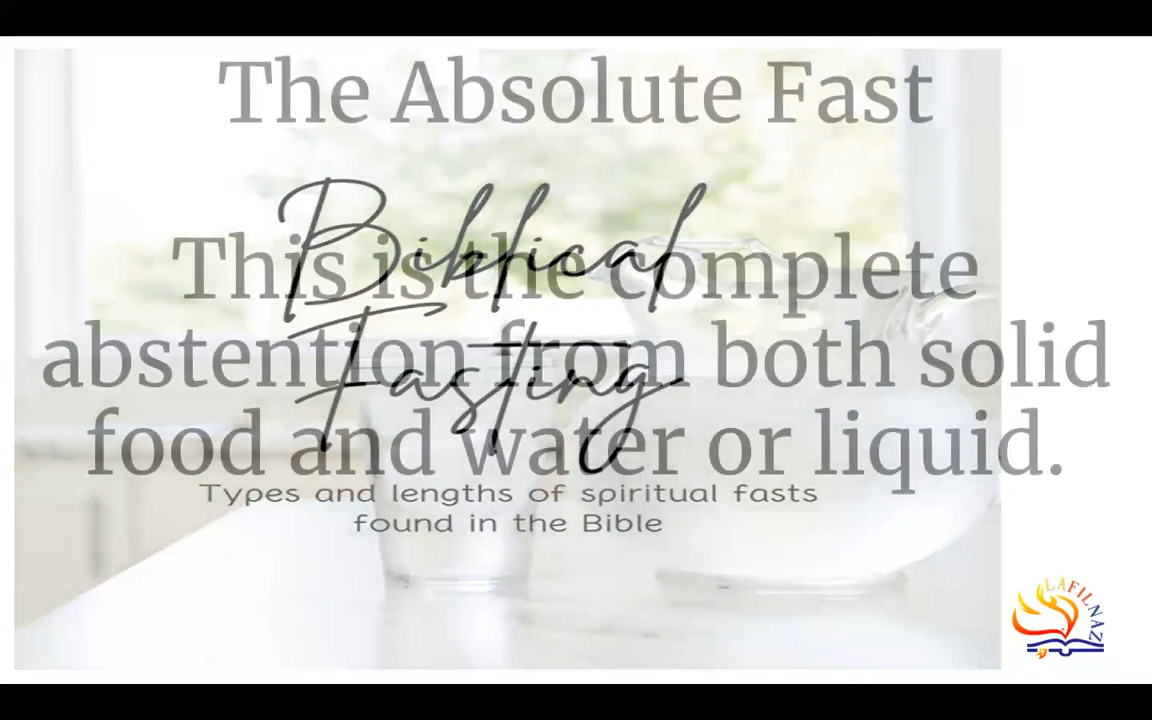 The Absolute Fast
This is the complete
abstention from both solid
food and water or liquid.
Biblical
Fasting
Types and lengths of spiritual fasts
found in the Bible
LAFILNAZ